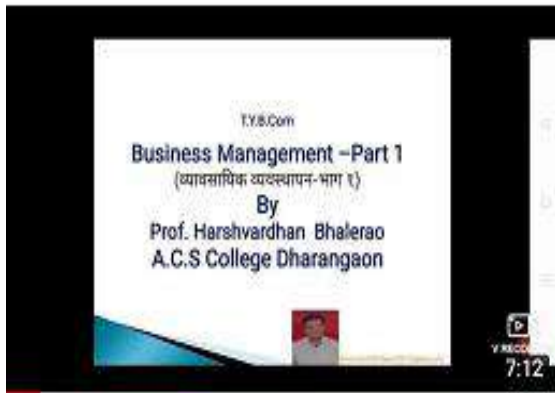 T.Y.B.Com
Business Management –Part 1
(व्यावसायिक व्यवस्थापन-भाग १)
By
Prof. Harshvardhan Bhalerao
A.C.S College Dharangaon
7:12